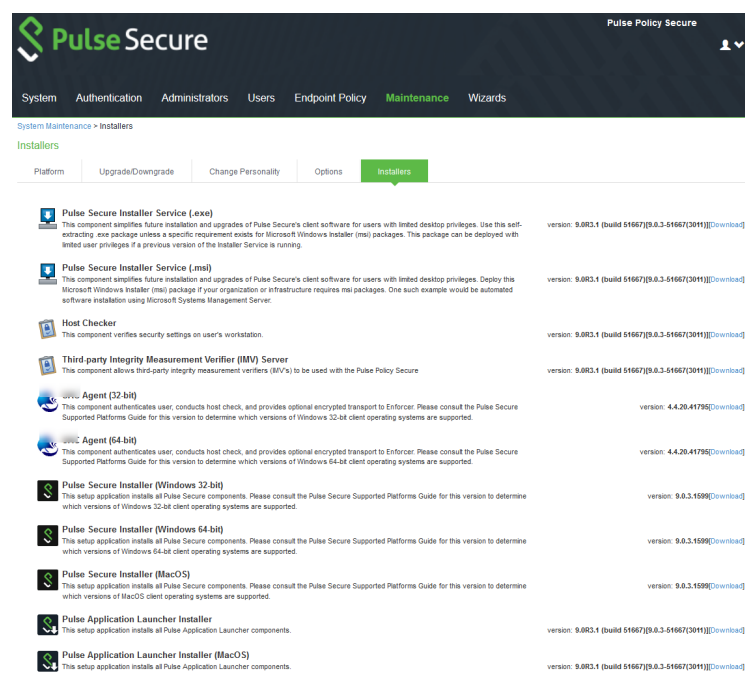 Pulse Policy Secure
Pulse Secure
System Authentication Administrators Users Endpoint Policy Maintenance Wizards
System Maintenance > Installers
Installers
Platform Upgrade/Downgrade Change Personality Options Installers
Pulse Secure Installer Service (.exe)
This component simplifies future installation and upgrades of Pulse Secure's client software for users with limited desktop privileges. Use this self-
extracting .exe package unless a specific requirement exists for Microsoft Windows Installer (msi) packages. This package can be deployed with
limited user privileges if a previous version of the Installer Service is running.
version: 9.0R3.1 (build 51667)[9.0.3-51667(3011)][Download]
Pulse Secure Installer Service (.msi)
This component simplifies future installation and upgrades of Pulse Secure's client software for users with limited desktop privileges. Deploy this
Microsoft Windows Installer (msi) package if your organization or infrastructure requires msi packages. One such example would be automated
software installation using Microsoft Systems Management Server.
version: 9.0R3.1 (build 51667)[9.0.3-51667(3011)][Download]
Host Checker
This component verifies security settings on user's workstation.
version: 9.0R3.1 (build 51667)[9.0.3-51667(3011)][Download]
Third-party Integrity Measurement Verifier (IMV) Server
This component allows third-party integrity measurement verifiers (IMV's) to be used with the Pulse Policy Secure
version: 9.0R3.1 (build 51667)[9.0.3-51667(3011)][Download]
Agent (32-bit)
This component authenticates user, conducts host check, and provides optional encrypted transport to Enforcer. Please consult the Pulse Secure
Supported Platforms Guide for this version to determine which versions of Windows 32-bit client operating systems are supported.
version: 4.4.20.41795[Download]
Agent (64-bit)
This component authenticates user, conducts host check, and provides optional encrypted transport to Enforcer. Please consult the Pulse Secure
Supported Platforms Guide for this version to determine which versions of Windows 64-bit client operating systems are supported.
version: 4.4.20.41795[Download]
Pulse Secure Installer (Windows 32-bit)
This setup application installs all Pulse Secure components. Please consult the Pulse Secure Supported Platforms Guide for this version to determine
which versions of Windows 32-bit client operating systems are supported.
version: 9.0.3.1599[Download]
Pulse Secure Installer (Windows 64-bit)
This setup application installs all Pulse Secure components. Please consult the Pulse Secure Supported Platforms Guide for this version to determine
which versions of Windows 64-bit client operating systems are supported.
version: 9.0.3.1599[Download]
Pulse Secure Installer (MacOS)
This setup application installs all Pulse Secure components. Please consult the Pulse Secure Supported Platforms Guide for this version to determine
which versions of MacOS client operating systems are supported.
version: 9.0.3.1599[Download]
Pulse Application Launcher Installer
This setup application installs all Pulse Application Launcher components.
version: 9.0R3.1 (build 51667)[9.0.3-51667(3011)][Download]
Pulse Application Launcher Installer (MacOS)
This setup application installs all Pulse Application Launcher components.
version: 9.0R3.1 (build 51667)[9.0.3-51667(3011)][Download]